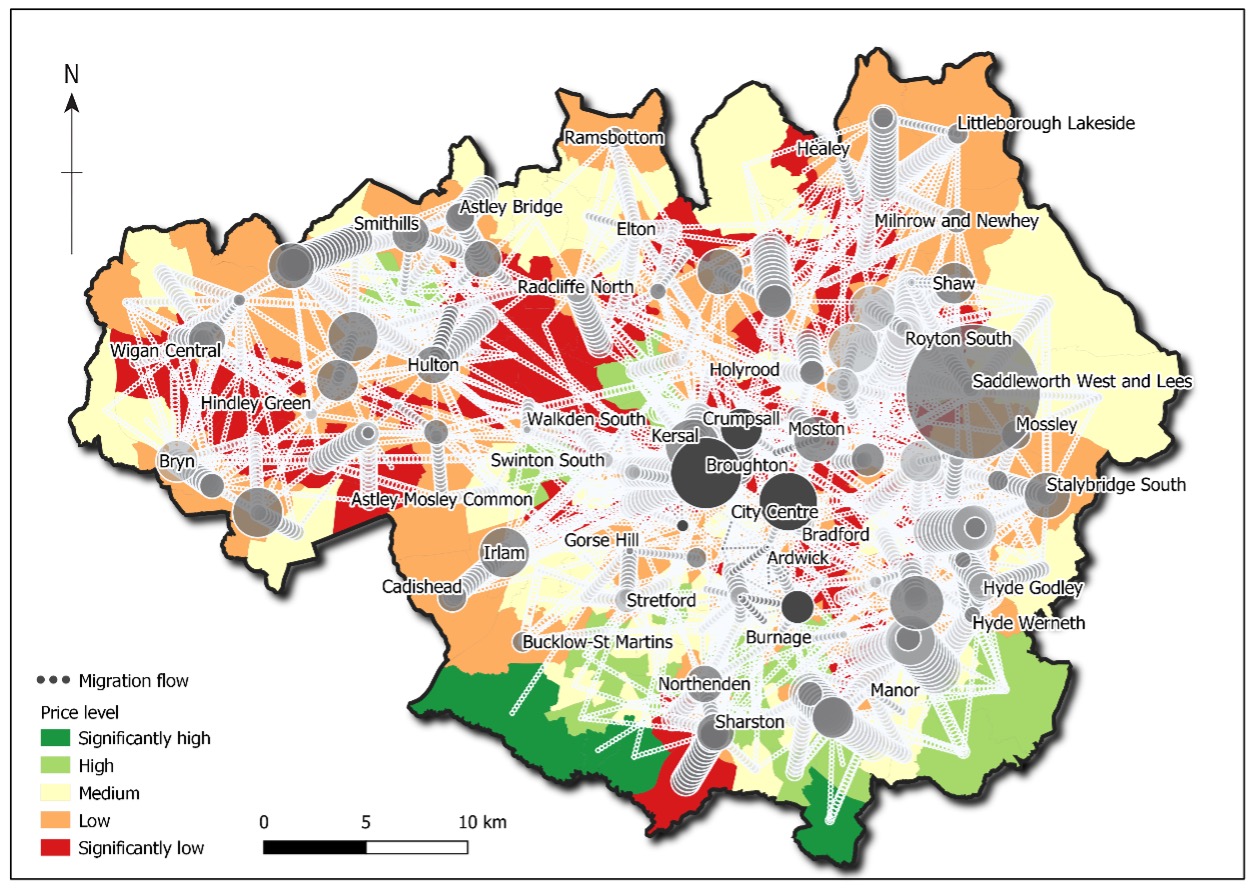 N
Ramsbottom
Littleborough Lakeside
Healey
Astley Bridge
Smithills
Elton
Milnrow and Newhey
Radcliffe North
Shaw
Royton South
Wigan Central
Hulton
Holyrood
Saddleworth West and Lees
Hindley Green
Walkden South
Crumpsall
Moston
Mossley
Kersal
Bryn
Swinton South
Broughton
Stalybridge South
Astley Mosley Common
City Centre
Bradford
Gorse Hill
Irlam
Ardwick
Cadishead
Stretford
Hyde Godley
Hyde Werneth
Bucklow-St Martins
Burnage
Northenden
Manor
Sharston
Migration flow
Price level
Significantly high
High
Medium
Low
Significantly low
0 5 10 km